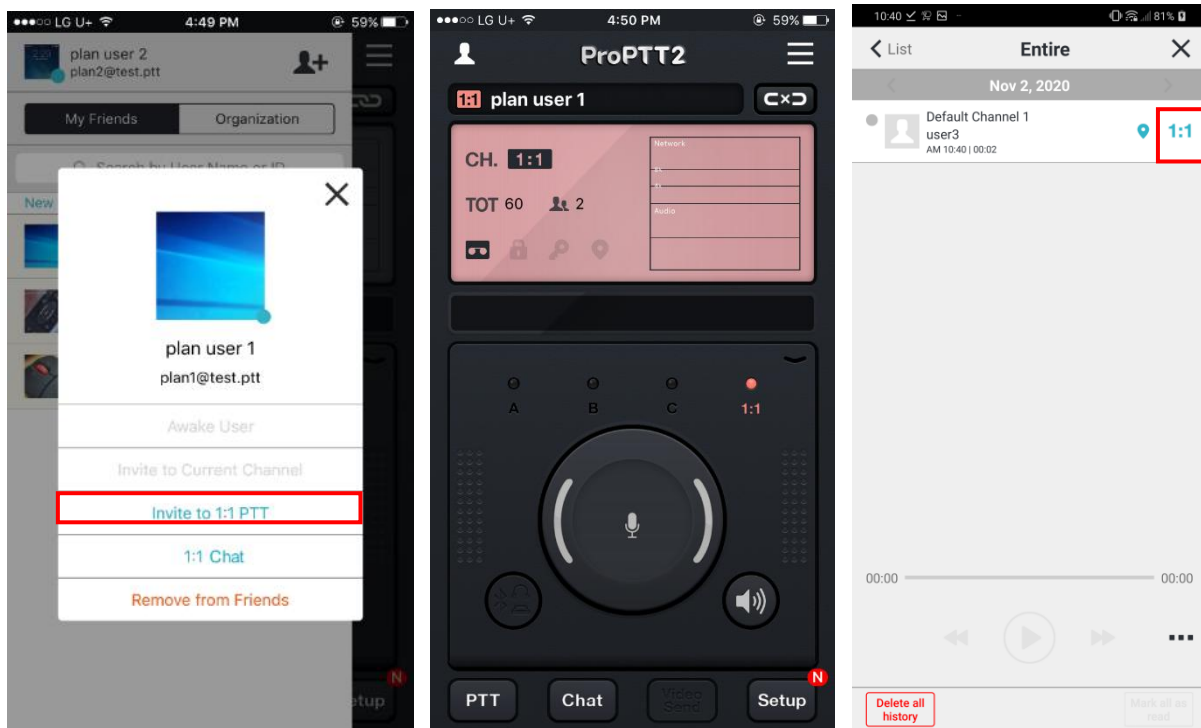 LG U+ 4:49 PM 59%
plan user 2
plan2@test.ptt
My Friends Organization
Search by User Name or ID
New
plan user 1
plan1@test.ptt
Awake User
Invite to Current Channel
Invite to 1:1 PTT
1:1 Chat
Remove from Friends
N
etup
LG U+ 4:50 PM 59%
ProPTT2
1:1 plan user 1
CH. 1:1
TOT 60 2
Network
Audio
A B C 1:1
N
PTT Chat Video Send Setup
10:40 81%
List Entire
Nov 2, 2020
Default Channel 1
user3
AM 10:40 | 00:02
1:1
00:00 00:00
Delete all
history
Mark all as
read